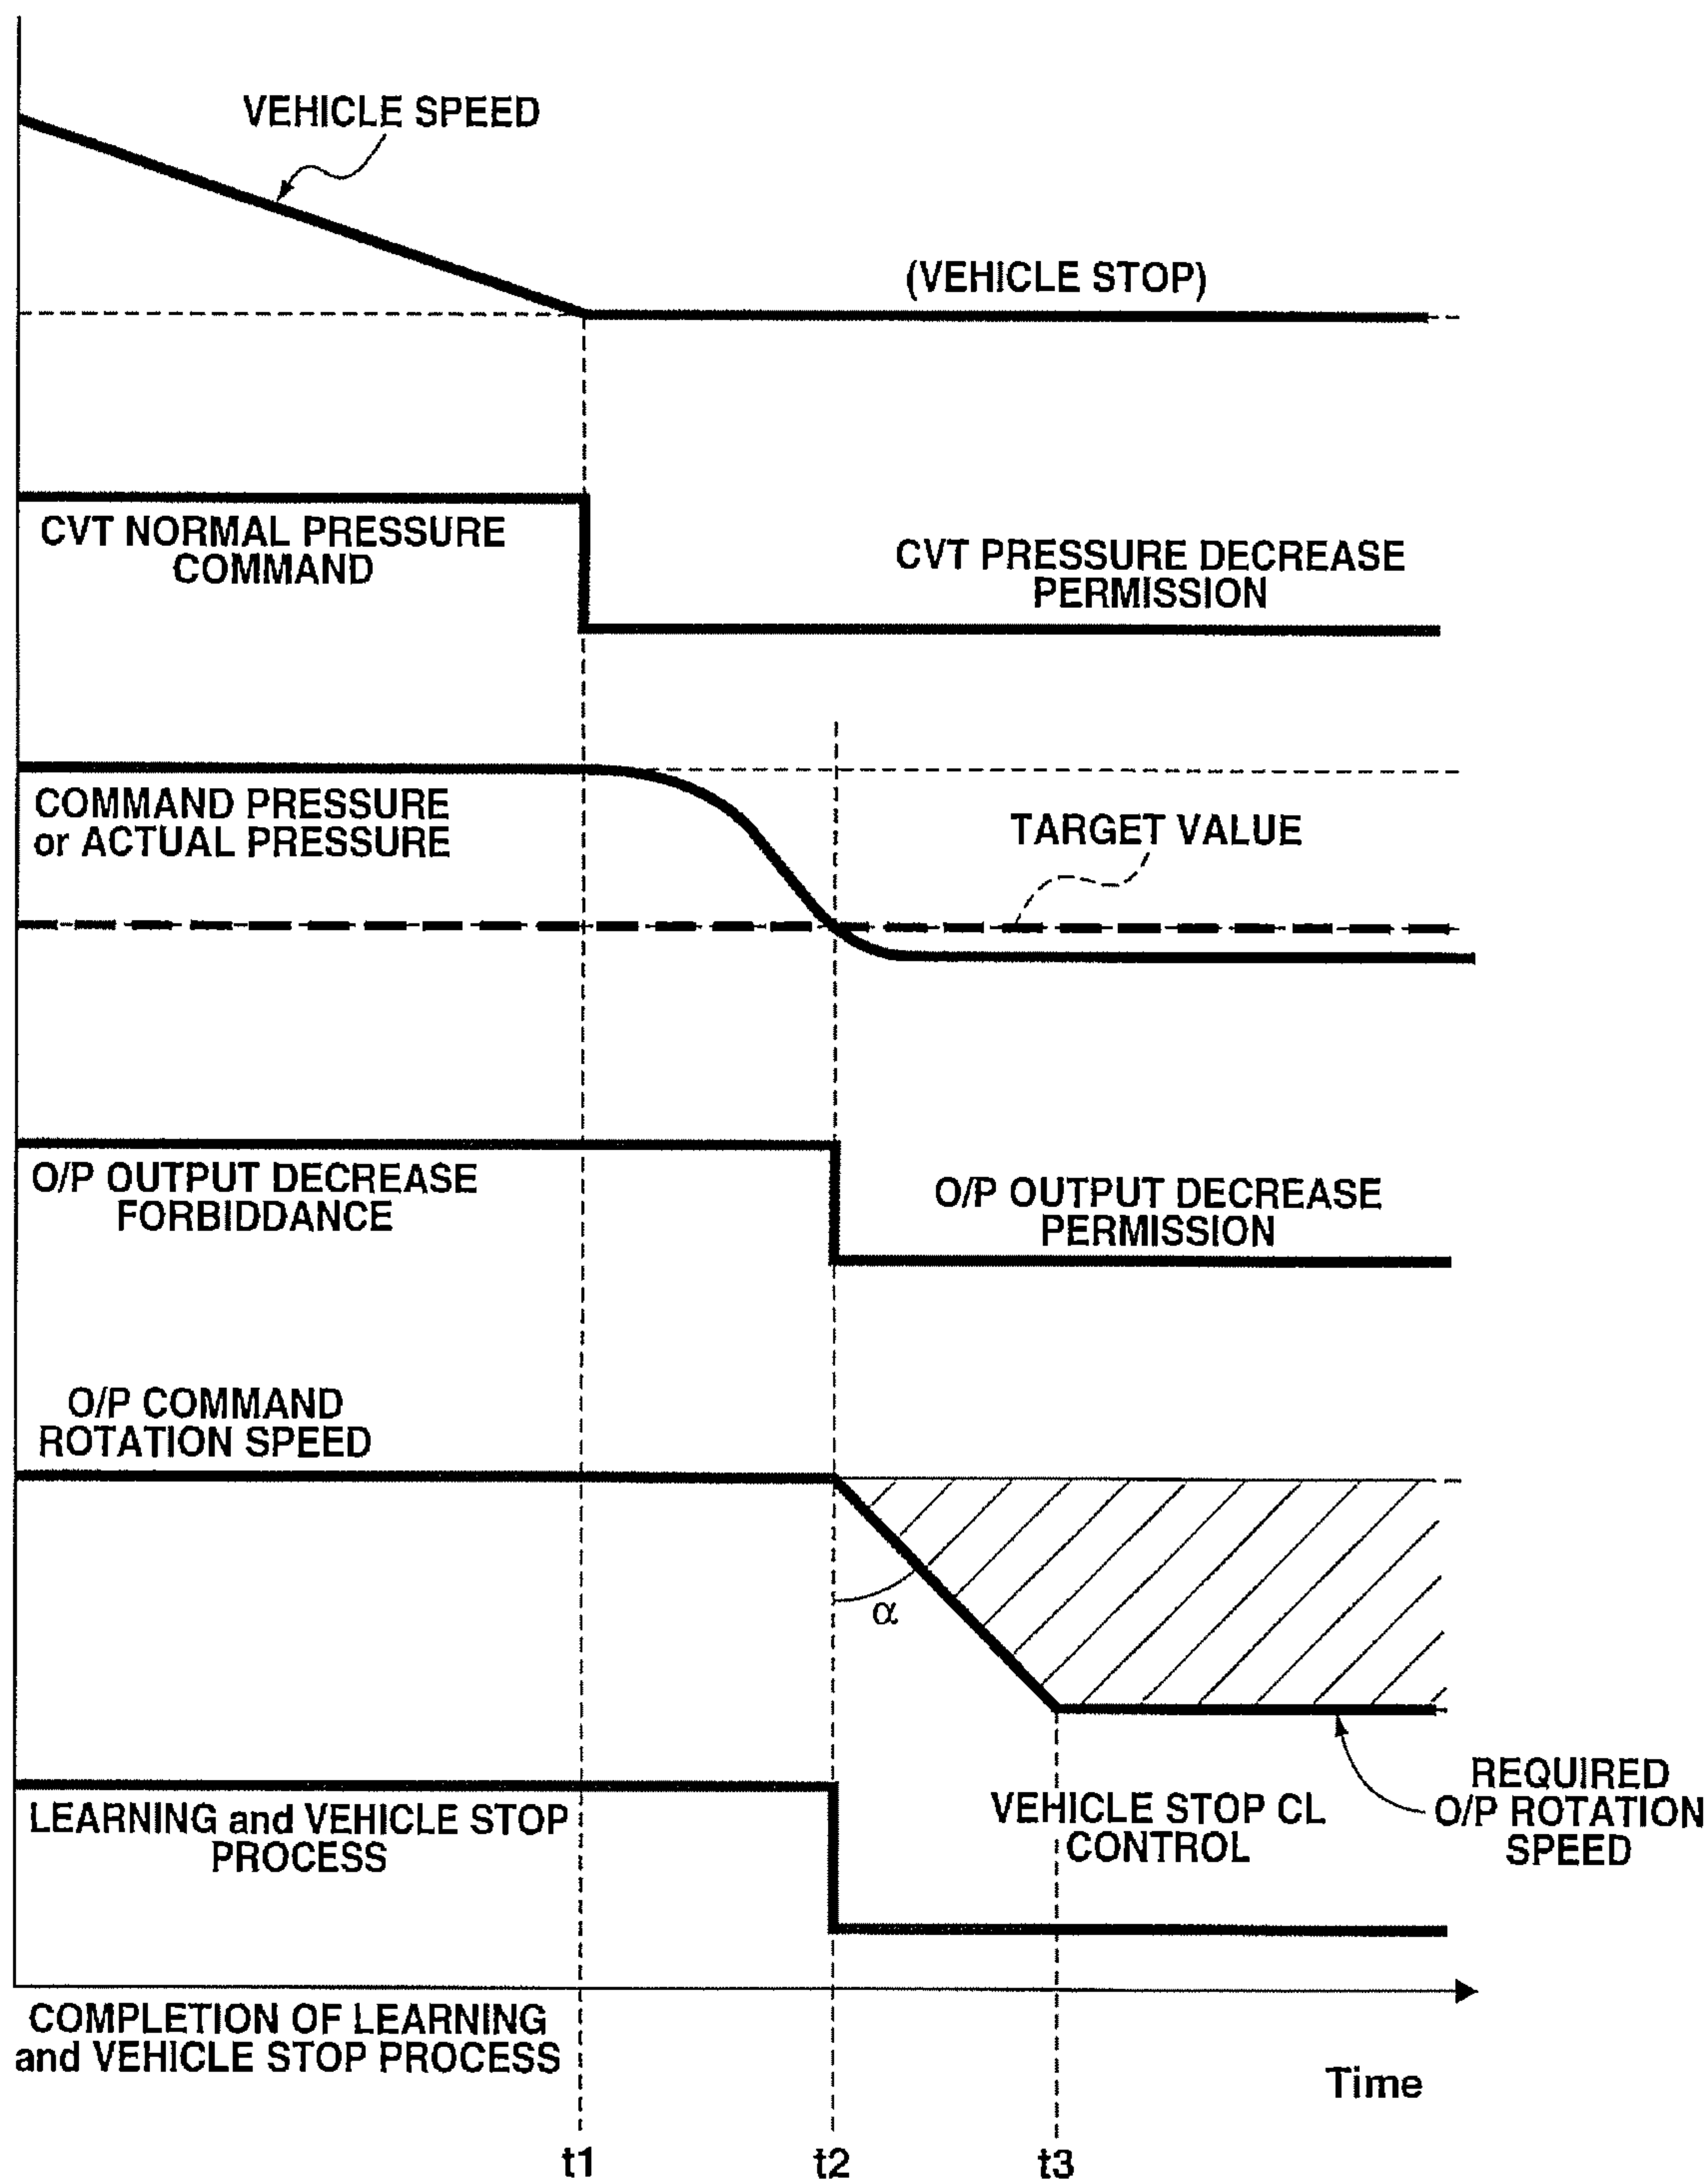 VEHICLE SPEED
(VEHICLE STOP)
CVT NORMAL PRESSURE
COMMAND
CVT PRESSURE DECREASE
PERMISSION
COMMAND PRESSURE
or ACTUAL PRESSURE
TARGET VALUE
O/P OUTPUT DECREASE
FORBIDDANCE
O/P OUTPUT DECREASE
PERMISSION
O/P COMMAND
ROTATION SPEED
α
REQUIRED
O/P ROTATION
SPEED
LEARNING and VEHICLE STOP
PROCESS
VEHICLE STOP CL
CONTROL
COMPLETION OF LEARNING
and VEHICLE STOP PROCESS
Time
t1
t2
t3